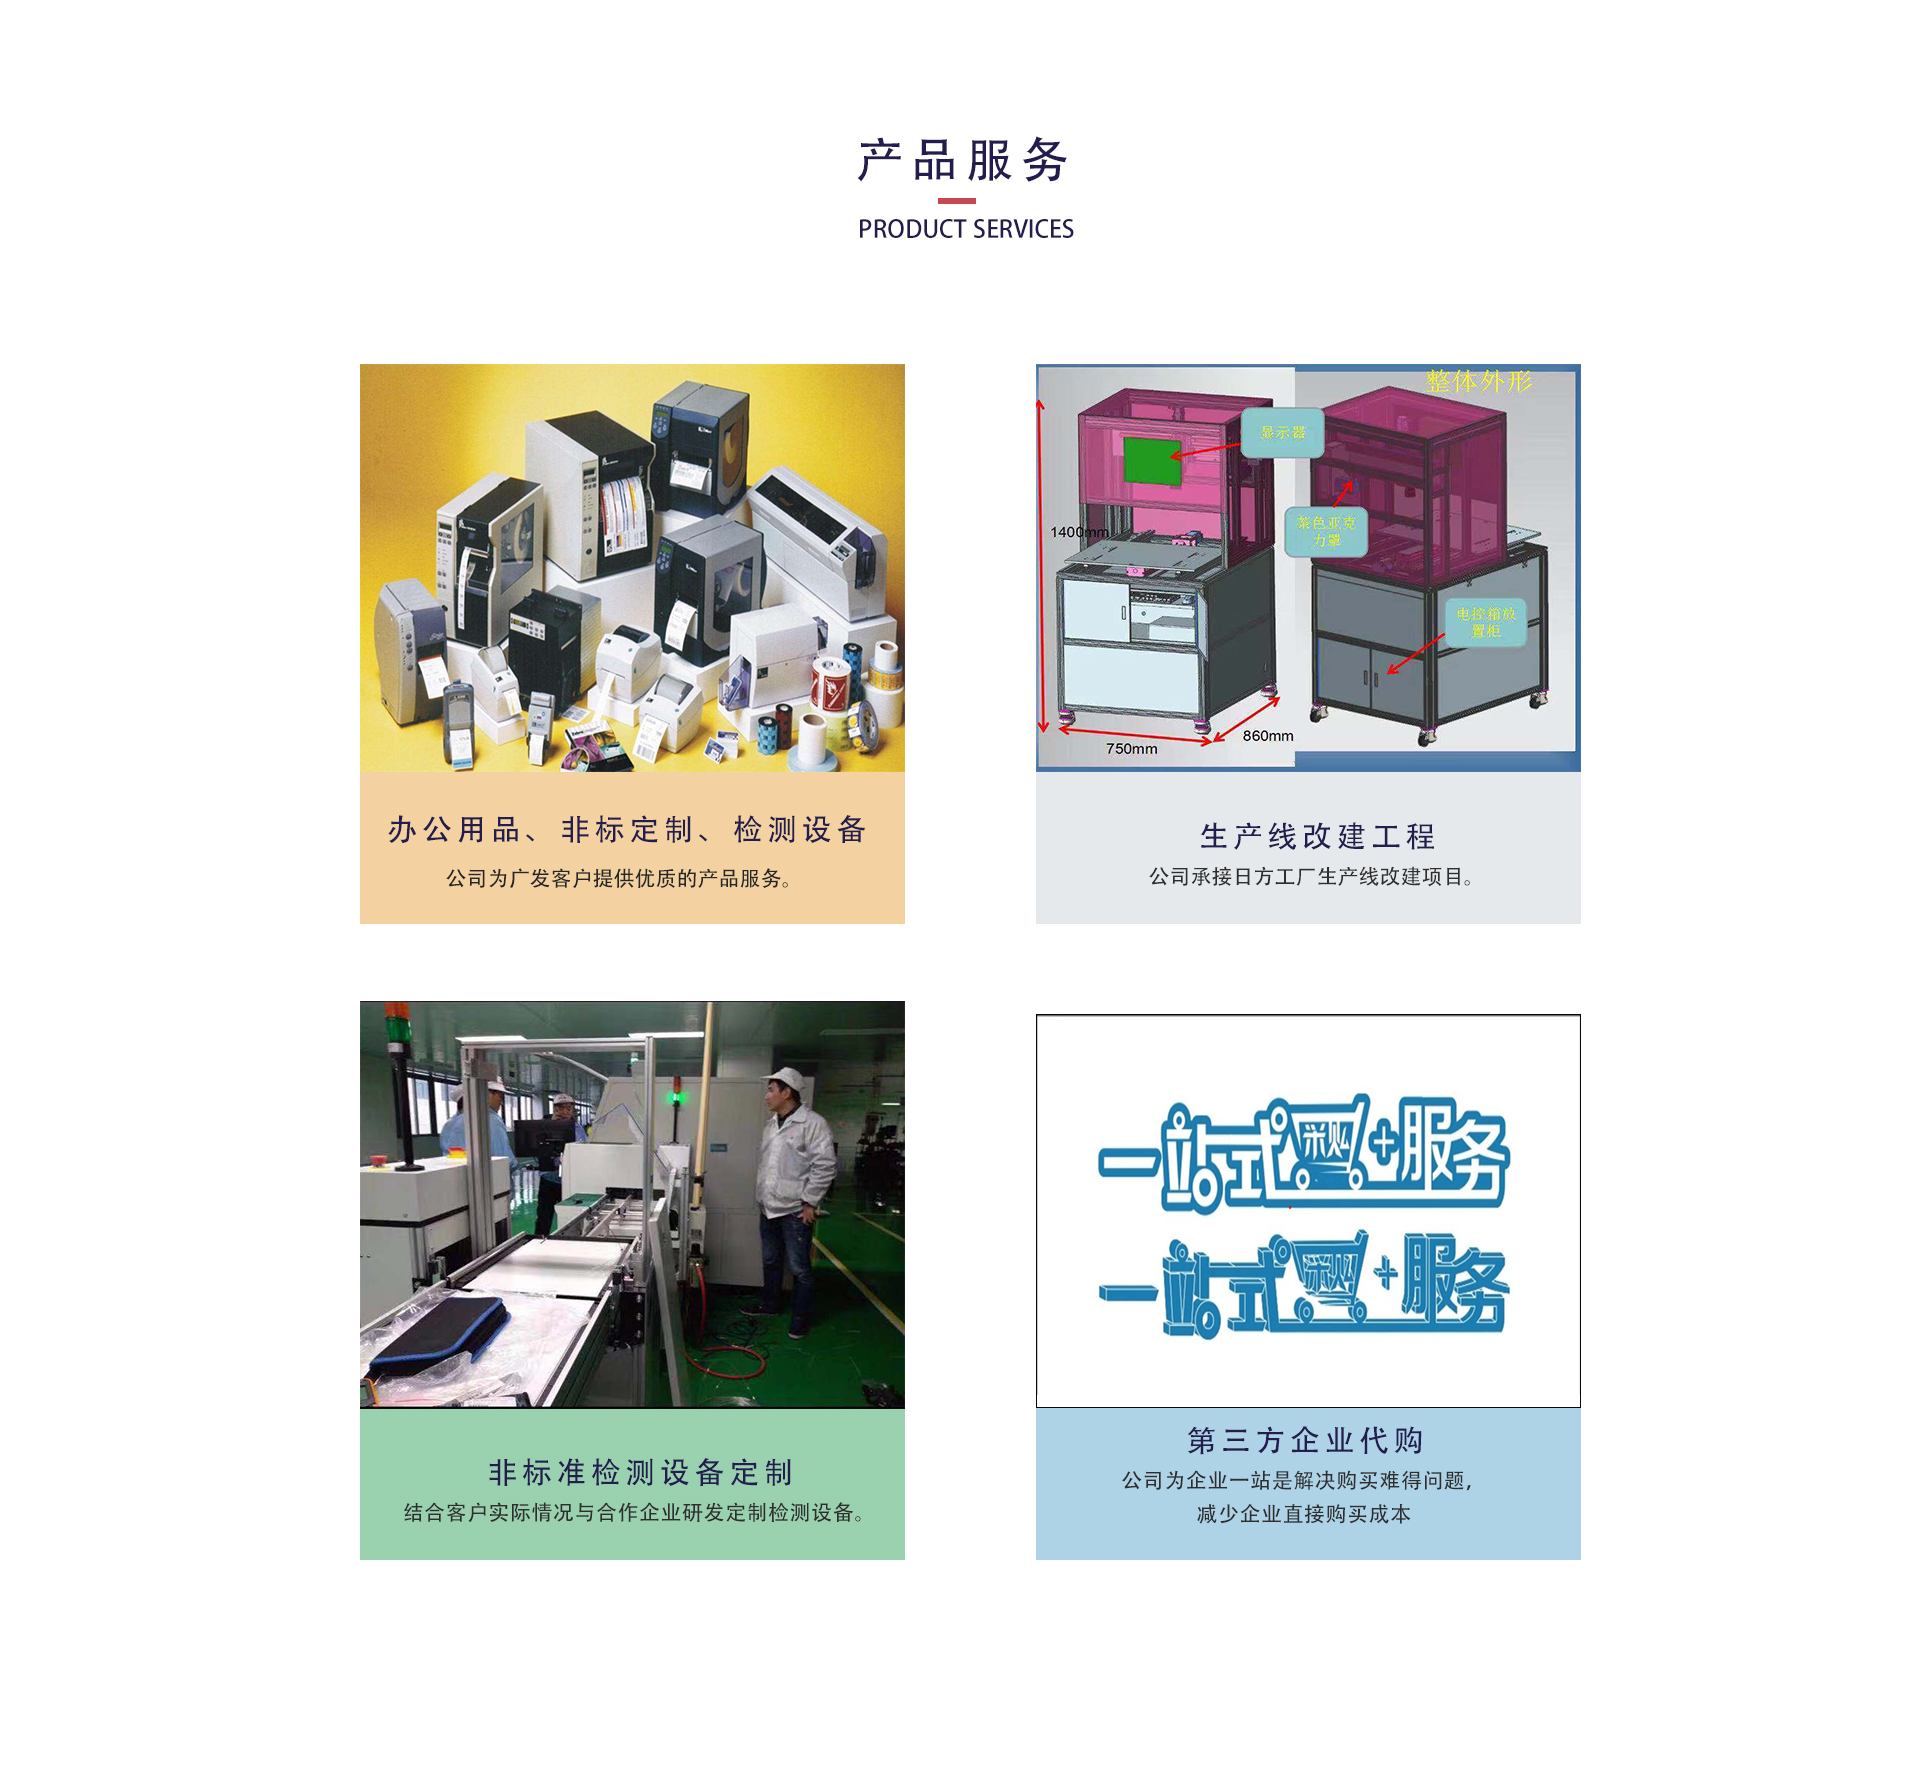 产品服务
PRODUCT SERVICES
整体外形
显示器
茶色亚克
力罩
1400mm
电控箱放
置柜
860mm
750mm
办公用品、非标定制、检测设备
公司为广发客户提供优质的产品服务。
生产线改建工程
公司承接日方工厂生产线改建项目。
一站式采购+服务
一站式采购+服务
非标准检测设备定制
结合客户实际情况与合作企业研发定制检测设备。
第三方企业代购
公司为企业一站是解决购买难得问题,
减少企业直接购买成本